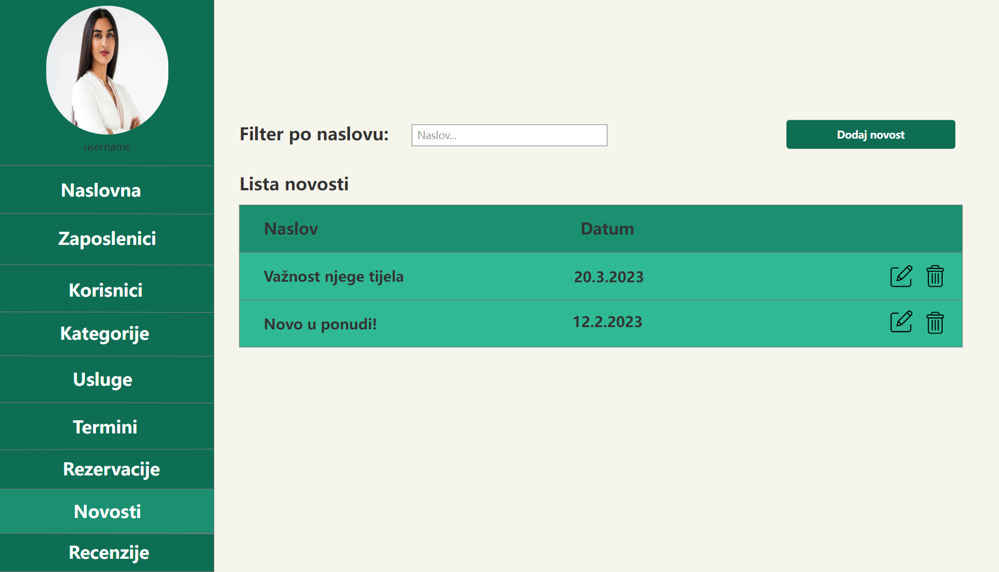 username
Naslovna
Zaposlenici
Korisnici
Kategorije
Usluge
Termini
Rezervacije
Novosti
Recenzije
Filter po naslovu: Naslov... Dodaj novost
Lista novosti
Naslov Datum
Važnost njege tijela 20.3.2023
Novo u ponudi! 12.2.2023